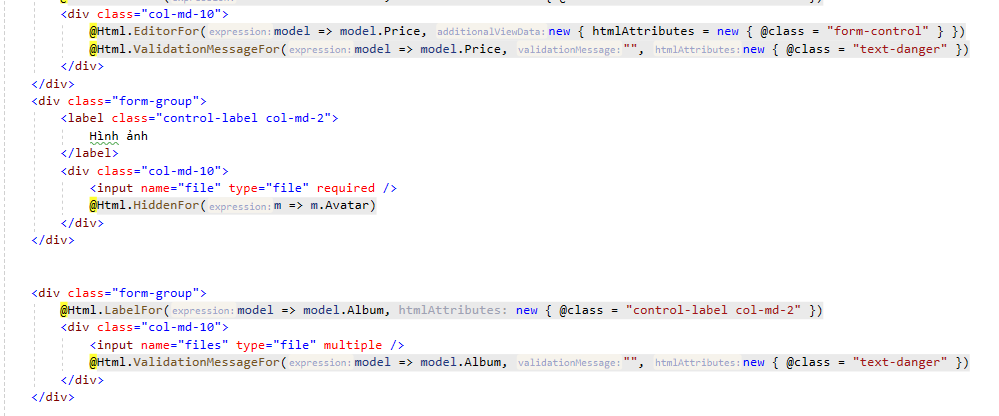 <div class="col-md-10">
@Html.EditorFor(expression:model => model.Price, additionalViewData:new { htmlAttributes = new { @class = "form-control" } })
@Html.ValidationMessageFor(expression:model => model.Price, validationMessage:"", htmlAttributes:new { @class = "text-danger" })
</div>
</div>
<div class="form-group">
<label class="control-label col-md-2">
Hình ảnh
</label>
<div class="col-md-10">
<input name="file" type="file" required />
@Html.HiddenFor(expression:m => m.Avatar)
</div>
</div>
<div class="form-group">
@Html.LabelFor(expression:model => model.Album, htmlAttributes: new { @class = "control-label col-md-2" })
<div class="col-md-10">
<input name="files" type="file" multiple />
@Html.ValidationMessageFor(expression:model => model.Album, validationMessage:"", htmlAttributes:new { @class = "text-danger" })
</div>
</div>